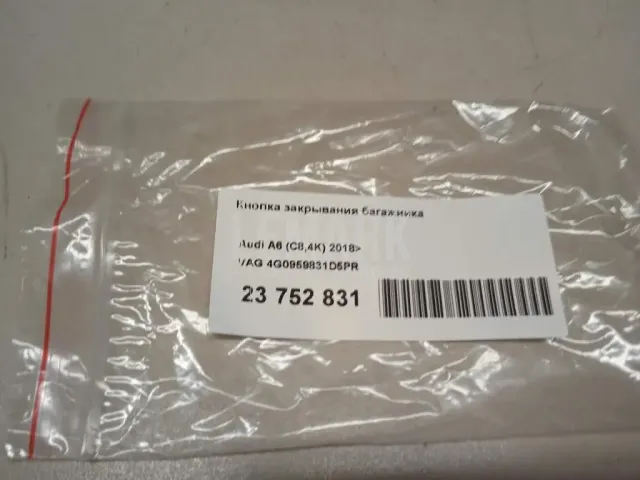 Кнопка закрывания багажника
Audi A6 (C8,4K) 2018>
VAG 4G0959831D5PR
23 752 831